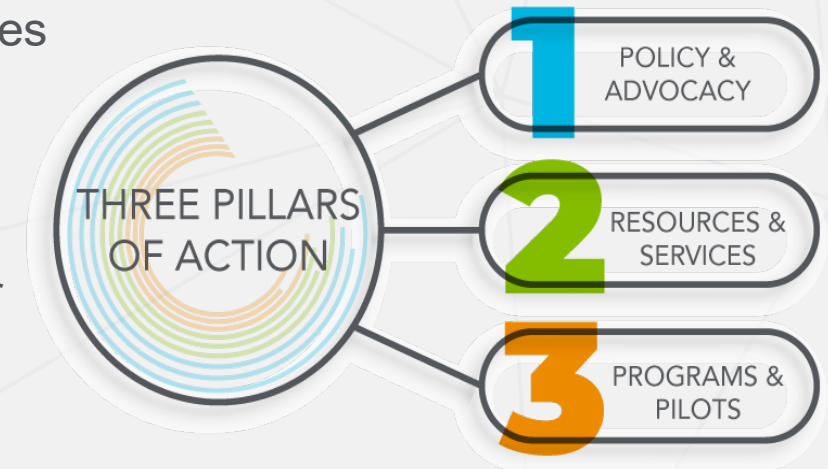 es
THREE PILLARS
OF ACTION
1
POLICY &
ADVOCACY
2
RESOURCES &
SERVICES
3
PROGRAMS &
PILOTS